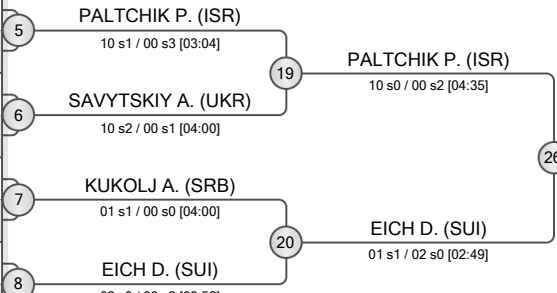 PALTCHIK P. (ISR)
5
10 s1 / 00 s3 [03:04]
19
PALTCHIK P. (ISR)
10 s0 / 00 s2 [04:35]
SAVYTSKIY A. (UKR)
6
10 s2 / 00 s1 [04:00]
26
KUKOLJ A. (SRB)
7
01 s1 / 00 s0 [04:00]
20
EICH D. (SUI)
01 s1 / 02 s0 [02:49]
EICH D. (SUI)
8